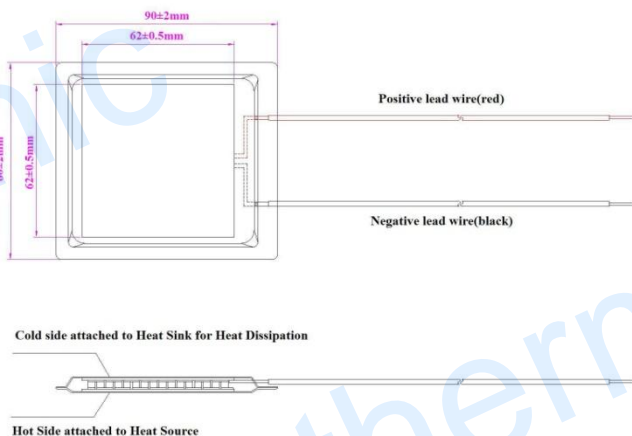 90±2mm
62±0.5mm
Positive lead wire(red)
62±0.5mm
Negative lead wire(black)
Cold side attached to Heat Sink for Heat Dissipation
Hot Side attached to Heat Source